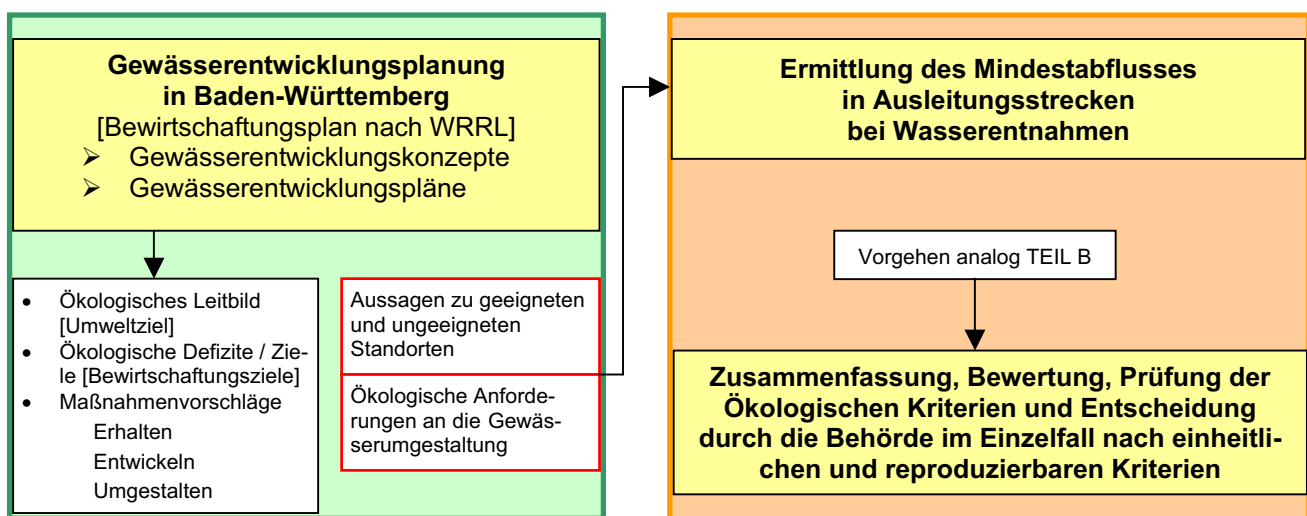 Gewässerentwicklungsplanung
in Baden-Württemberg
[Bewirtschaftungsplan nach WRRL]
➢ Gewässerentwicklungskonzepte
➢ Gewässerentwicklungspläne
• Ökologisches Leitbild
[Umweltziel]
• Ökologische Defizite / Zie-
le [Bewirtschaftungsziele]
• Maßnahmenvorschläge
Erhalten
Entwickeln
Umgestalten
Aussagen zu geeigneten
und ungeeigneten
Standorten
Ökologische Anforde-
rungen an die Gewäs-
serumgestaltung
Ermittlung des Mindestabflusses
in Ausleitungsstrecken
bei Wasserentnahmen
Vorgehen analog TEIL B
Zusammenfassung, Bewertung, Prüfung der
Ökologischen Kriterien und Entscheidung
durch die Behörde im Einzelfall nach einheitli-
chen und reproduzierbaren Kriterien